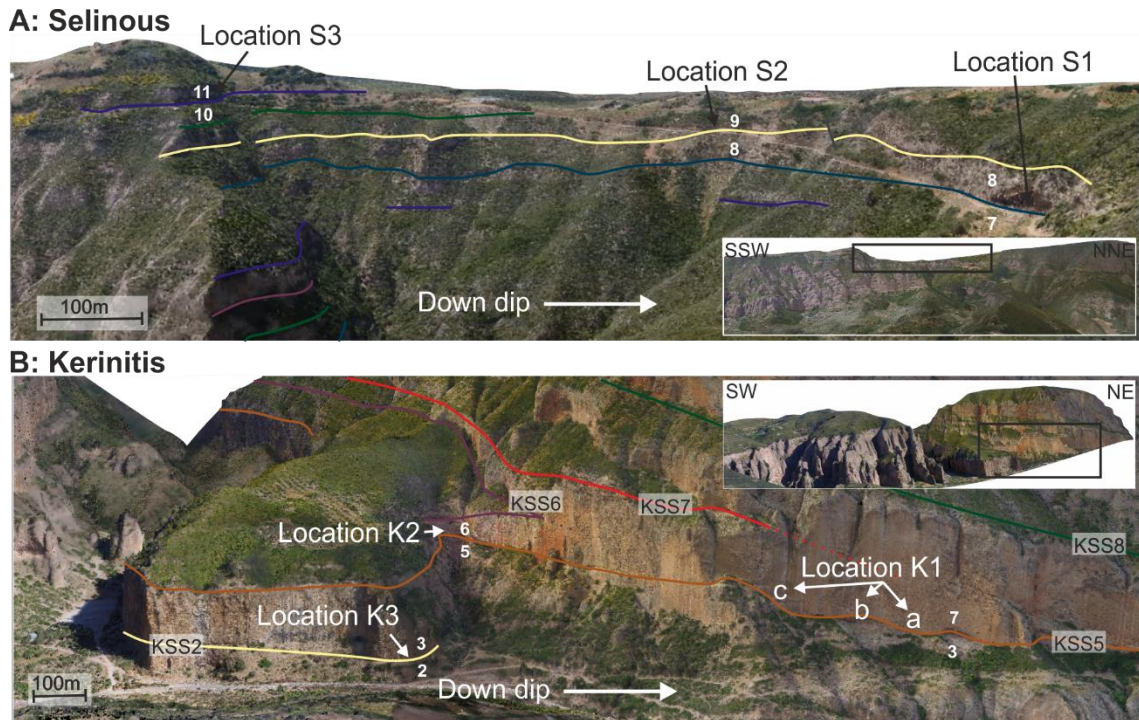 A: Selinous
Location S3
Location S2
Location S1
11
10
9
8
8
7
100m
Down dip
SSW
NNE
B: Kerinitis
SW
NE
KSS6
KSS7
KSS8
Location K2
6
5
Location K1
c
b
a
7
3
KSS5
Location K3
KSS2
3
2
100m
Down dip